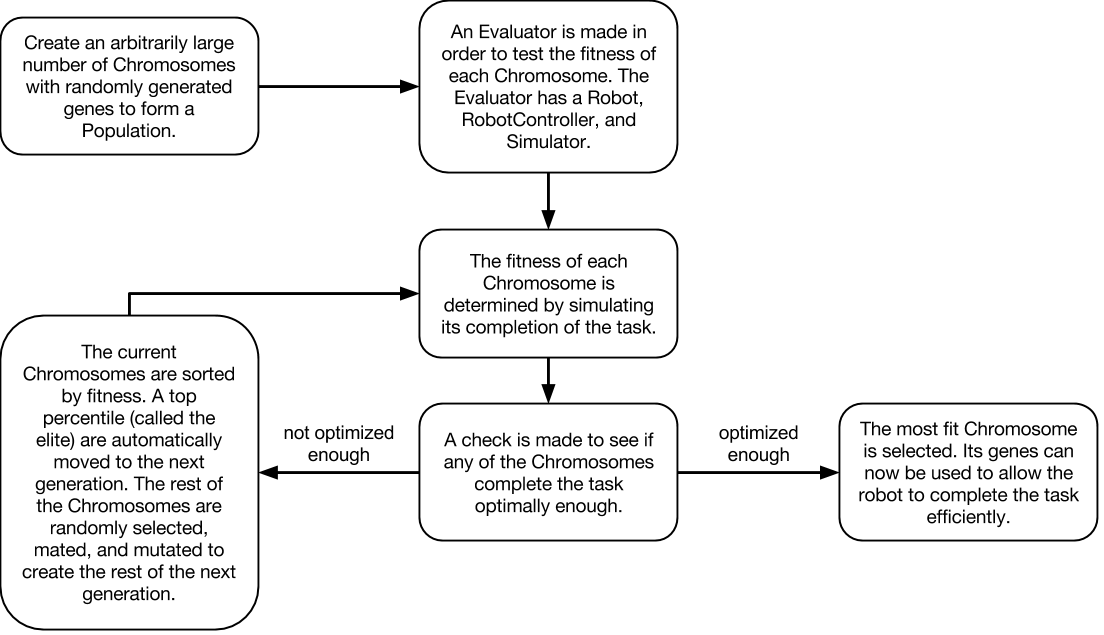 Create an arbitrarily large
number of Chromosomes
with randomly generated
genes to form a
Population.
An Evaluator is made in
order to test the fitness of
each Chromosome. The
Evaluator has a Robot,
RobotController, and
Simulator.
The fitness of each
Chromosome is
determined by simulating
its completion of the task.
The current
Chromosomes are sorted
by fitness. A top
percentile (called the
elite) are automatically
moved to the next
generation. The rest of
the Chromosomes are
randomly selected,
mated, and mutated to
create the rest of the next
generation.
not optimized
enough
A check is made to see if
any of the Chromosomes
complete the task
optimally enough.
optimized
enough
The most fit Chromosome
is selected. Its genes can
now be used to allow the
robot to complete the task
efficiently.